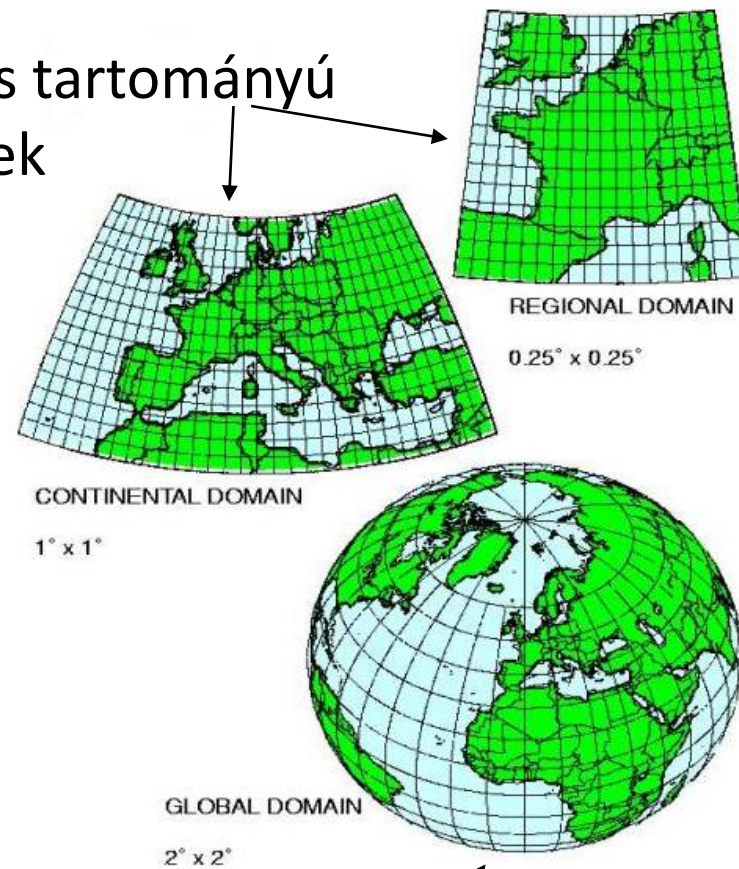 s tartományú
ek
REGIONAL DOMAIN
0.25° x 0.25°
CONTINENTAL DOMAIN
1° x 1°
GLOBAL DOMAIN
2° x 2°